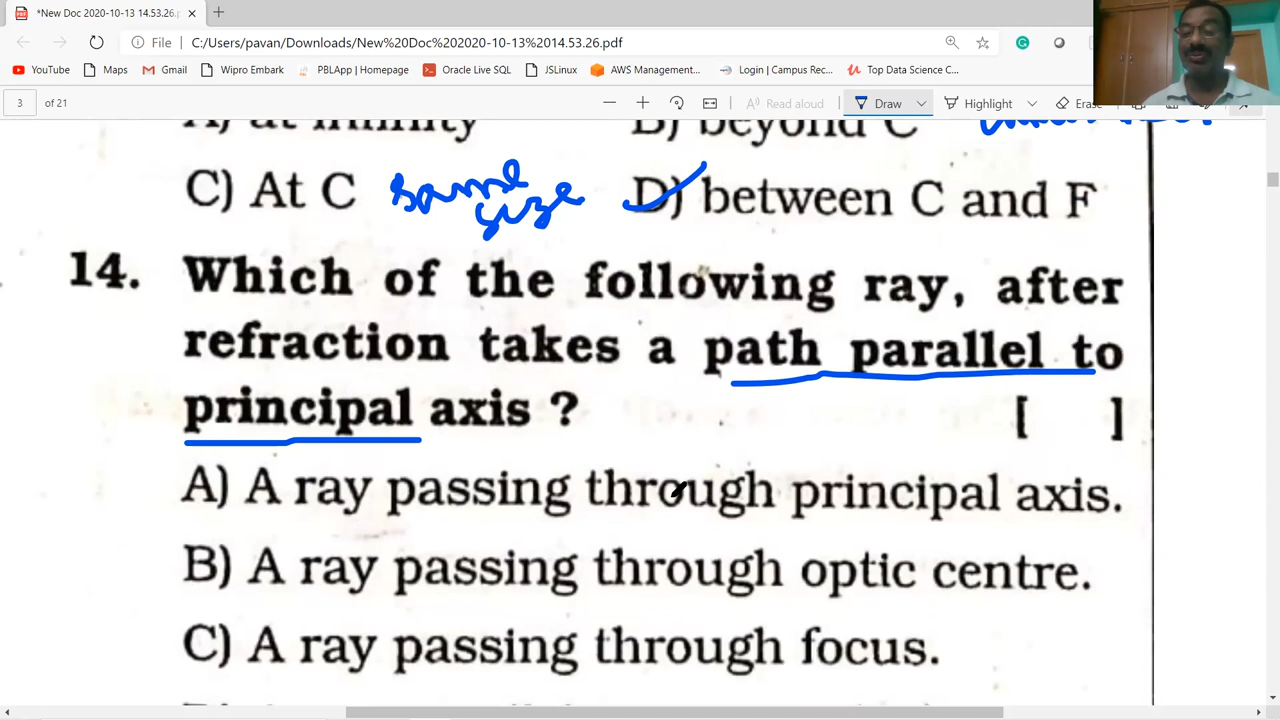 *New Doc 2020-10-13 14.53.26.
File C:/Users/pavan/Downloads/New%20Doc%202020-10-13%2014.53.26.pdf
YouTube Maps Gmail Wipro Embark PBLApp | Homepage Oracle Live SQL JSLinux AWS Management... Login | Campus Rec... Top Data Science C...
3 of 21 Read aloud Draw Highlight Erase
A) at infinity B) beyond C
C) At C same size D) between C and F
14. Which of the following ray, after
refraction takes a path parallel to
principal axis ? [ ]
A) A ray passing through principal axis.
B) A ray passing through optic centre.
C) A ray passing through focus.